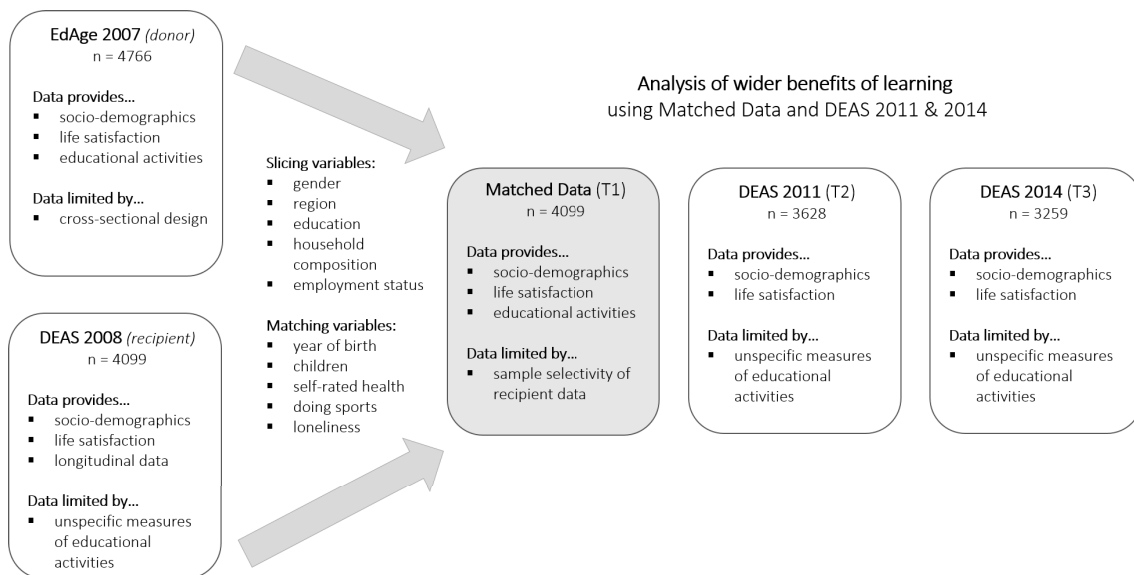 EdAge 2007 (donor)
n = 4766
Data provides...
▪ socio-demographics
▪ life satisfaction
▪ educational activities
Data limited by...
▪ cross-sectional design
DEAS 2008 (recipient)
n = 4099
Data provides...
▪ socio-demographics
▪ life satisfaction
▪ longitudinal data
Data limited by...
▪ unspecific measures
of educational
activities
Slicing variables:
▪ gender
▪ region
▪ education
▪ household
composition
▪ employment status
Matching variables:
▪ year of birth
▪ children
▪ self-rated health
▪ doing sports
▪ loneliness
Analysis of wider benefits of learning
using Matched Data and DEAS 2011 & 2014
Matched Data (T1)
n = 4099
Data provides...
▪ socio-demographics
▪ life satisfaction
▪ educational activities
Data limited by...
▪ sample selectivity of
recipient data
DEAS 2011 (T2)
n = 3628
Data provides...
▪ socio-demographics
▪ life satisfaction
Data limited by...
▪ unspecific measures
of educational
activities
DEAS 2014 (T3)
n = 3259
Data provides...
▪ socio-demographics
▪ life satisfaction
Data limited by...
▪ unspecific measures
of educational
activities